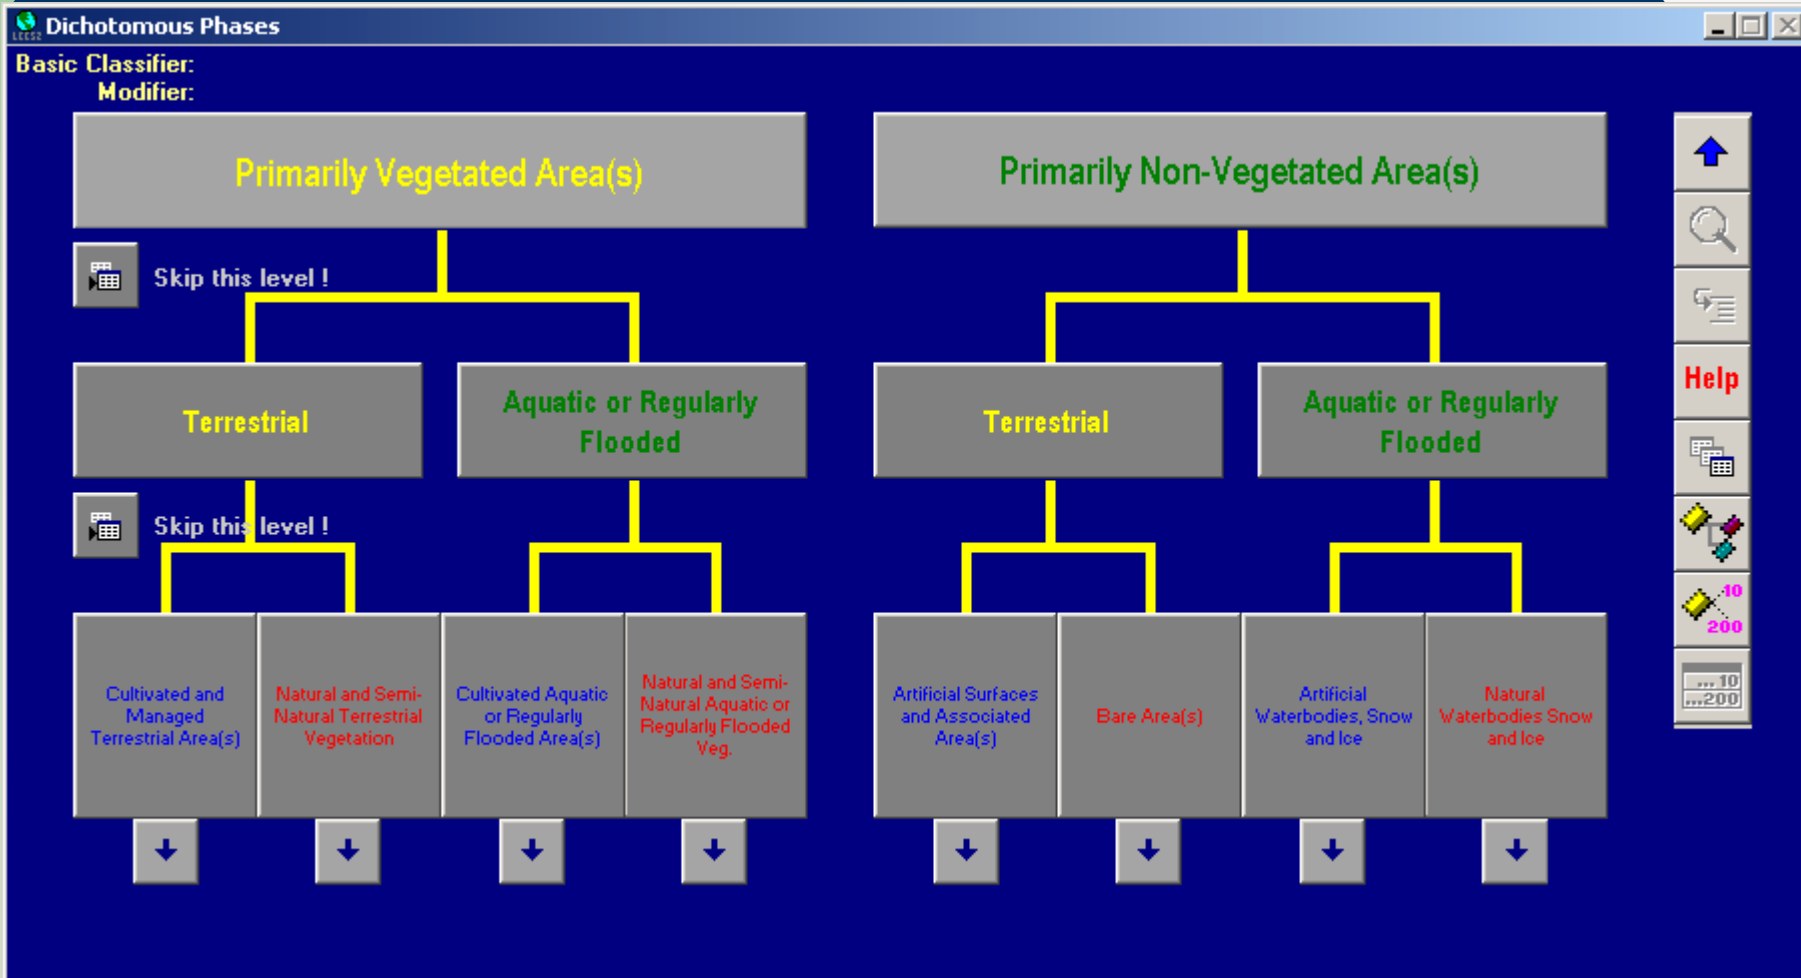 Dichotomous Phases
Basic Classifier:
Modifier:
Primarily Vegetated Area(s)
Primarily Non-Vegetated Area(s)
Skip this level !
Terrestrial
Aquatic or Regularly
Flooded
Terrestrial
Aquatic or Regularly
Flooded
Help
Skip this level !
Cultivated and
Managed
Terrestrial Area(s)
Natural and Semi-
Natural Terrestrial
Vegetation
Cultivated Aquatic
or Regularly
Flooded Area(s)
Natural and Semi-
Natural Aquatic or
Regularly Flooded
Veg.
Artificial Surfaces
and Associated
Area(s)
Bare Area(s)
Artificial
Waterbodies, Snow
and Ice
Natural
Waterbodies Snow
and Ice
10
200
... 10
...200